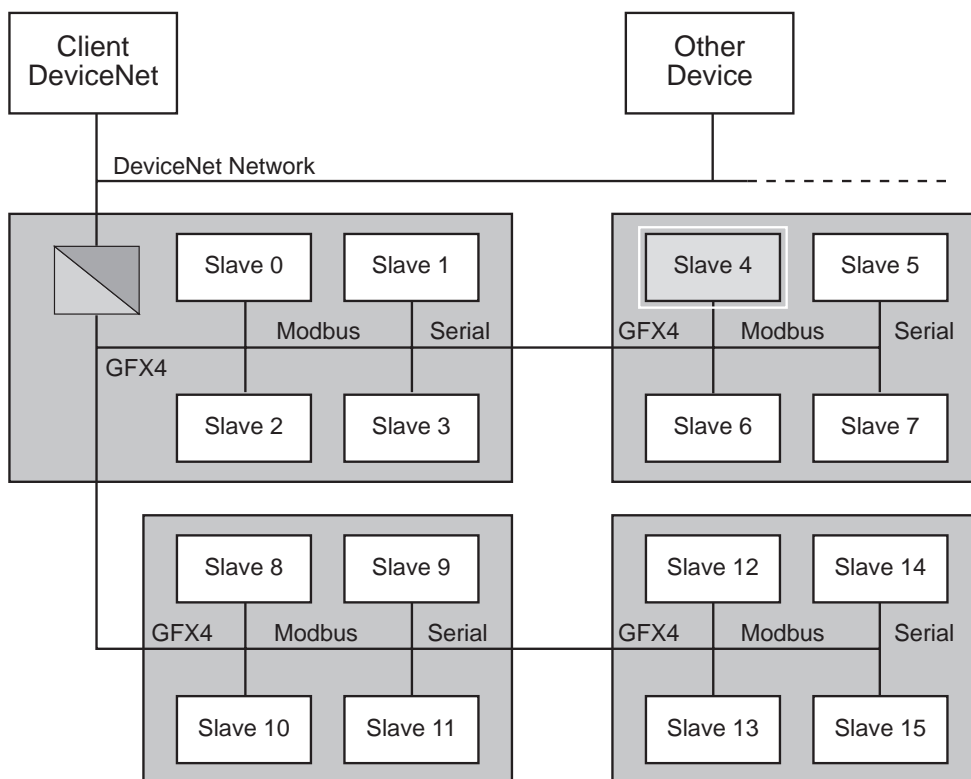 Client
DeviceNet
Other
Device
DeviceNet Network
Slave 0
Slave 1
Slave 4
Slave 5
Modbus
Serial
GFX4
Modbus
Serial
GFX4
Slave 2
Slave 3
Slave 6
Slave 7
Slave 8
Slave 9
Slave 12
Slave 14
GFX4
Modbus
Serial
GFX4
Modbus
Serial
Slave 10
Slave 11
Slave 13
Slave 15